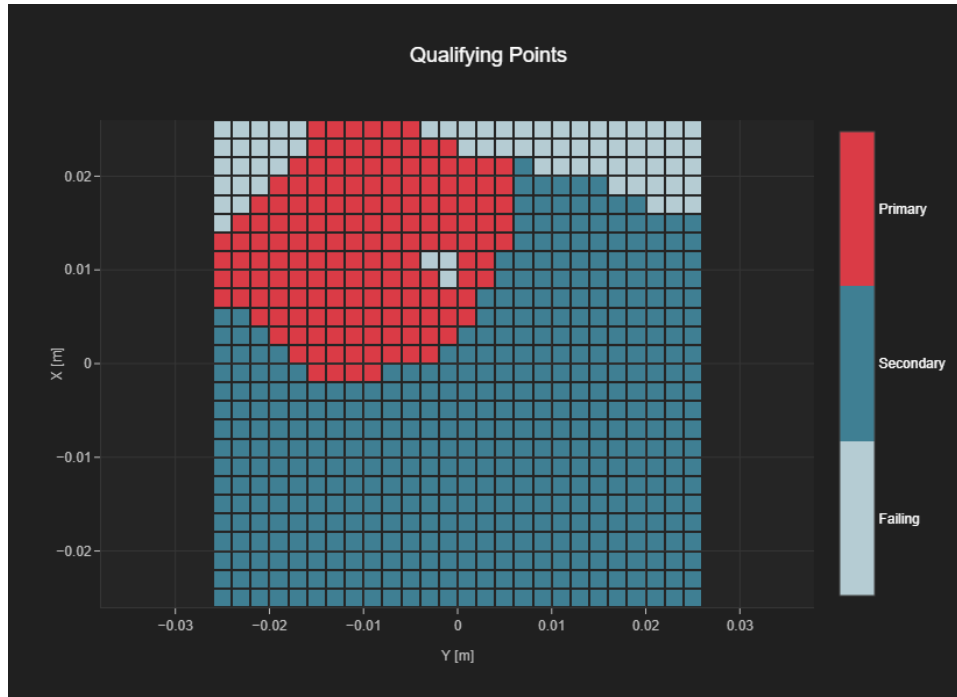 Qualifying Points
X [m]
0.02
0.01
0
−0.01
−0.02
−0.03
−0.02
−0.01
0
0.01
0.02
0.03
Y [m]
Primary
Secondary
Failing